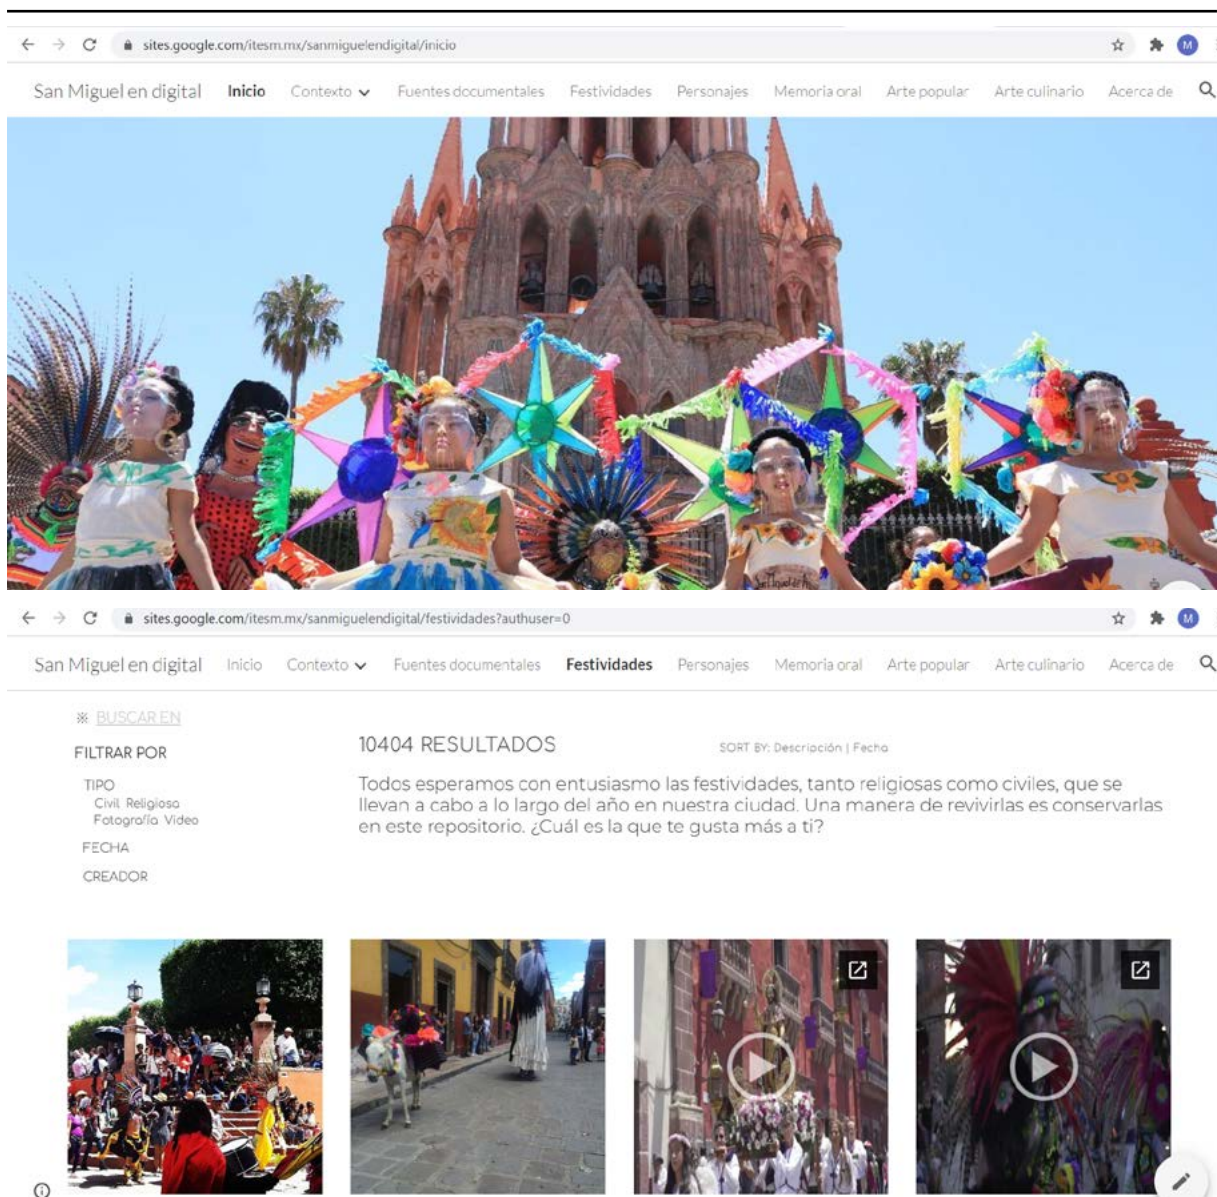 sites.google.com/itesm.mx/sanmiguelendigital/inicio
M
San Miguel en digital Inicio Contexto Fuentes documentales Festividades Personajes Memoria oral Arte popular Arte culinario Acerca de
sites.google.com/itesm.mx/sanmiguelendigital/festividades?authuser=0
M
San Miguel en digital Inicio Contexto Fuentes documentales Festividades Personajes Memoria oral Arte popular Arte culinario Acerca de
※ BUSCAR EN
FILTRAR POR
TIPO
Civil Religiosa
Fotografía Video
FECHA
CREADOR
10404 RESULTADOS
SORT BY: Descripción | Fecha
Todos esperamos con entusiasmo las festividades, tanto religiosas como civiles, que se
llevan a cabo a lo largo del año en nuestra ciudad. Una manera de revivirlas es conservarlas
en este repositorio. ¿Cuál es la que te gusta más a ti?